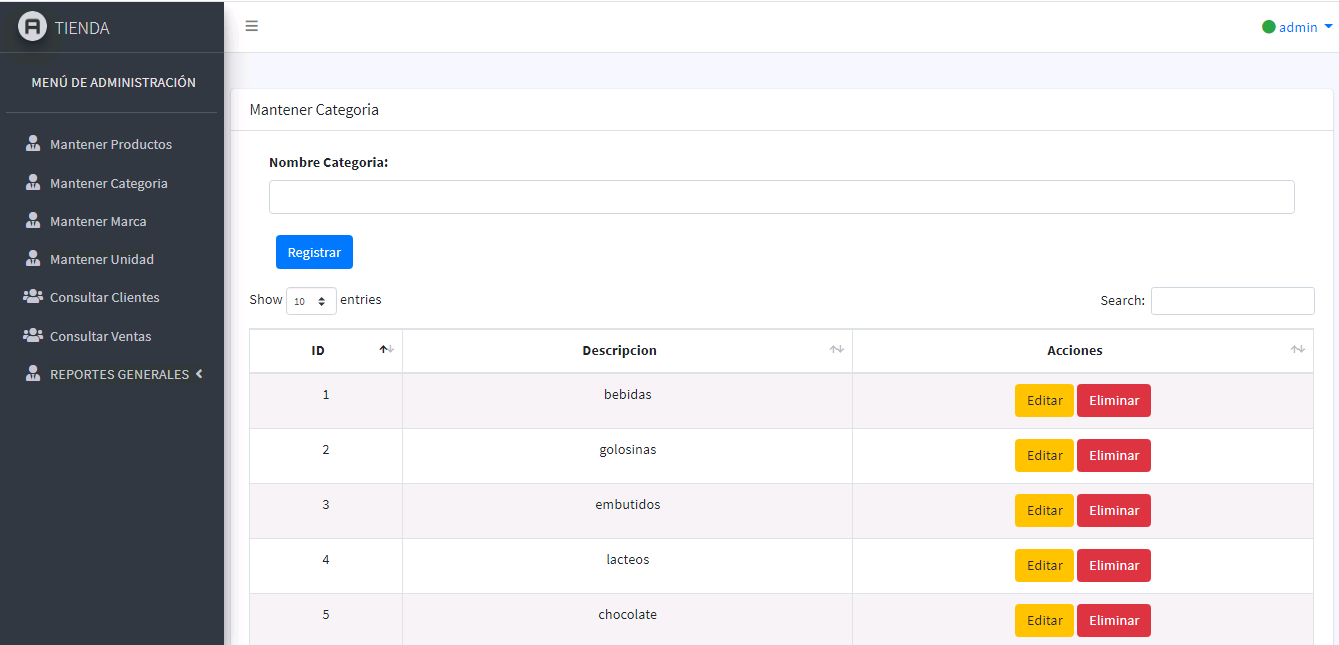 TIENDA
admin
MENÚ DE ADMINISTRACIÓN
Mantener Productos
Mantener Categoria
Mantener Marca
Mantener Unidad
Consultar Clientes
Consultar Ventas
REPORTES GENERALES
Mantener Categoria
Nombre Categoria:
Registrar
Show 10 entries
Search:
ID Descripcion Acciones
1 bebidas Editar Eliminar
2 golosinas Editar Eliminar
3 embutidos Editar Eliminar
4 lacteos Editar Eliminar
5 chocolate Editar Eliminar